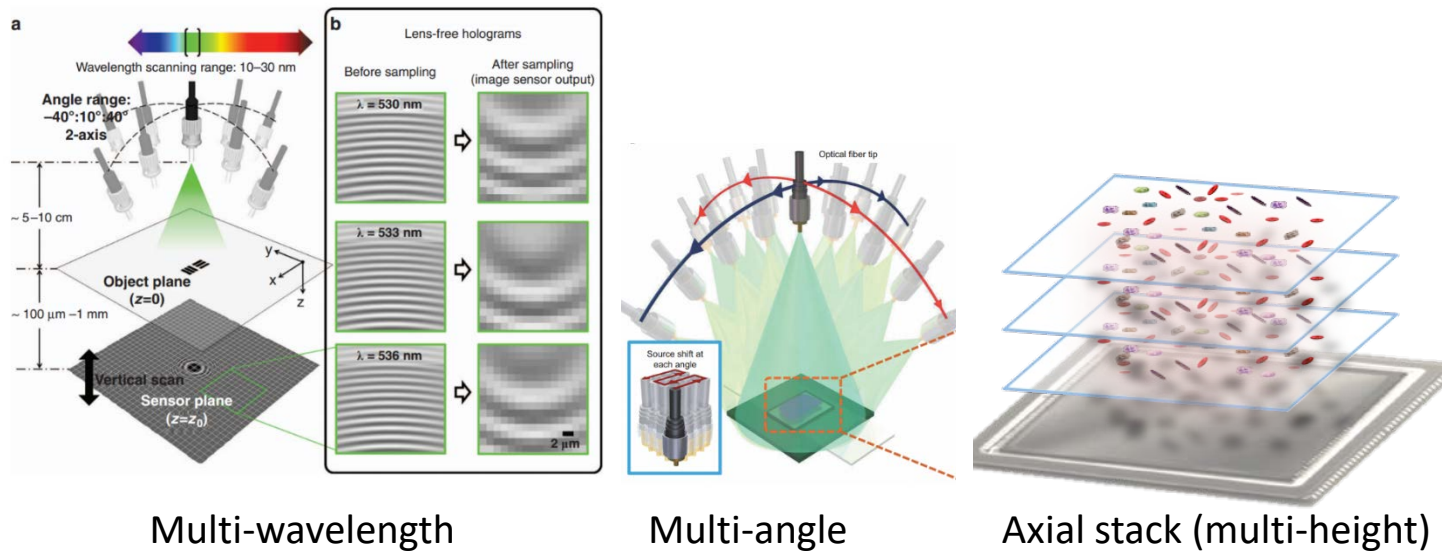 a
Wavelength scanning range: 10–30 nm
Angle range:
–40°:10°:40°
2-axis
~ 5–10 cm
y
x
z
Object plane
(z=0)
~ 100 μm –1 mm
Vertical scan
Sensor plane
(z=z₀)
b
Lens-free holograms
Before sampling
After sampling
(image sensor output)
λ = 530 nm
λ = 533 nm
λ = 536 nm
2 μm
Optical fiber tip
Source shift at
each angle
Multi-wavelength
Multi-angle
Axial stack (multi-height)